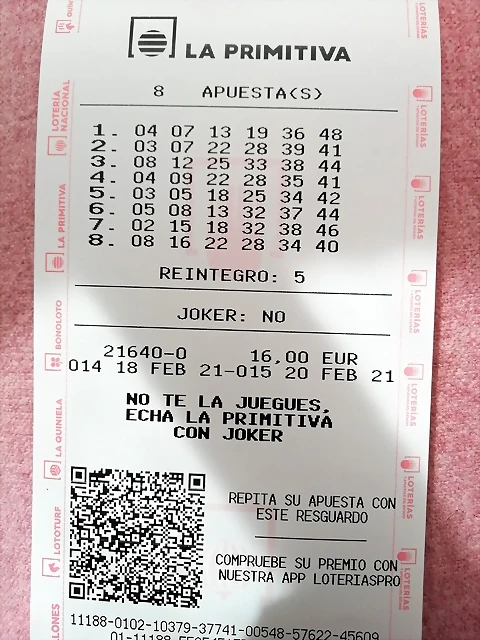 LA PRIMITIVA
8 APUESTA(S)
1. 04 07 13 19 36 48
2. 03 07 22 28 39 41
3. 08 12 25 33 38 44
4. 04 09 22 28 35 41
5. 03 05 18 25 34 42
6. 05 08 13 32 37 44
7. 02 15 18 32 38 46
8. 08 16 22 28 34 40
REINTEGRO: 5
JOKER: NO
21640-0 16,00 EUR
014 18 FEB 21-015 20 FEB 21
NO TE LA JUEGUES,
ECHA LA PRIMITIVA
CON JOKER
REPITA SU APUESTA CON
ESTE RESGUARDO
COMPRUEBE SU PREMIO CON
NUESTRA APP LOTERIASPRO
11188-0102-10379-37741-00548-57622-45609
LOTERÍA
NACIONAL
LA PRIMITIVA
BONOLOTO
LA QUINIELA
LOTOTURF
LOTERÍAS
LOTERÍAS
LOTERÍAS
LOTERÍAS
LOTERÍAS
LOTERÍAS
LOTERÍAS